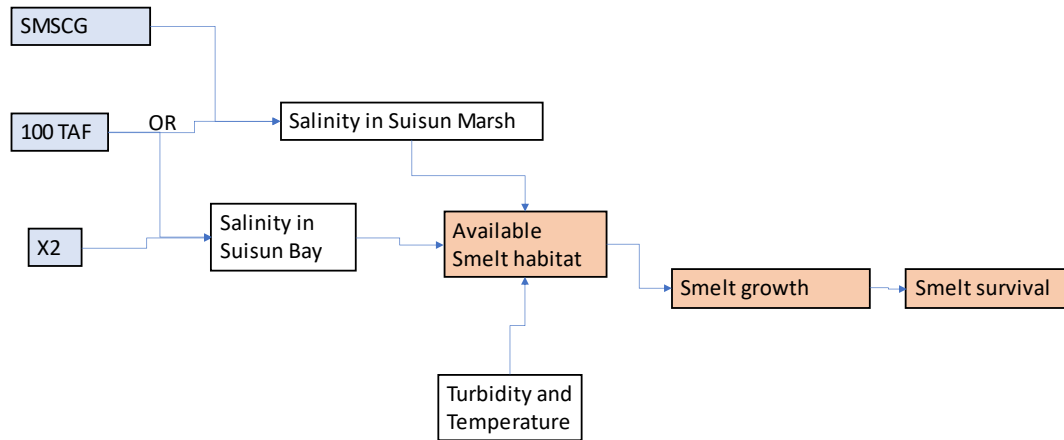 SMSCG
100 TAF
OR
Salinity in Suisun Marsh
X2
Salinity in
Suisun Bay
Available
Smelt habitat
Smelt growth
Smelt survival
Turbidity and
Temperature